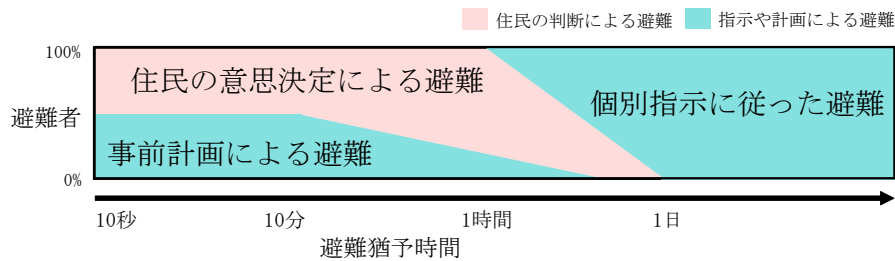 住民の判断による避難 指示や計画による避難
100%
住民の意思決定による避難
個別指示に従った避難
避難者
事前計画による避難
0%
10秒 10分 1時間 1日
避難猶予時間